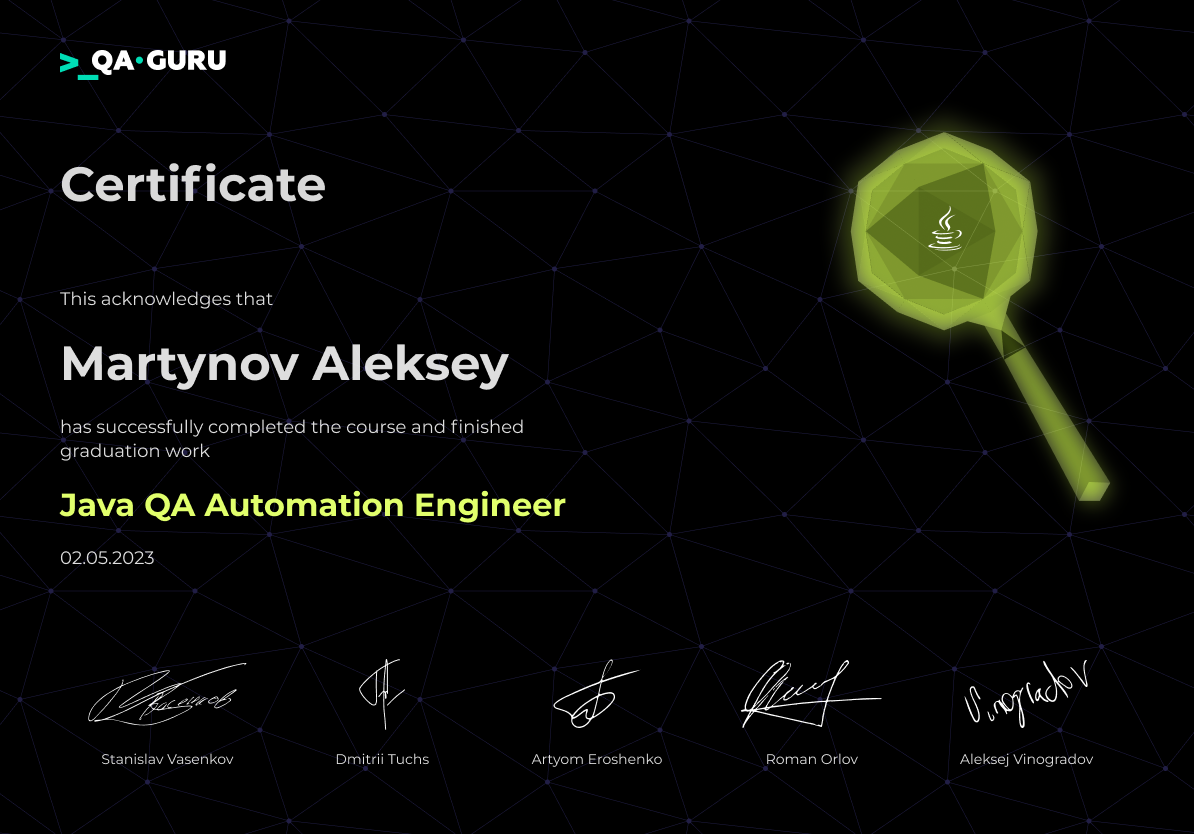 >_QA•GURU
Certificate
This acknowledges that
Martynov Aleksey
has successfully completed the course and finished
graduation work
Java QA Automation Engineer
02.05.2023
Vinogradov
Stanislav Vasenkov
Dmitrii Tuchs
Artyom Eroshenko
Roman Orlov
Aleksej Vinogradov